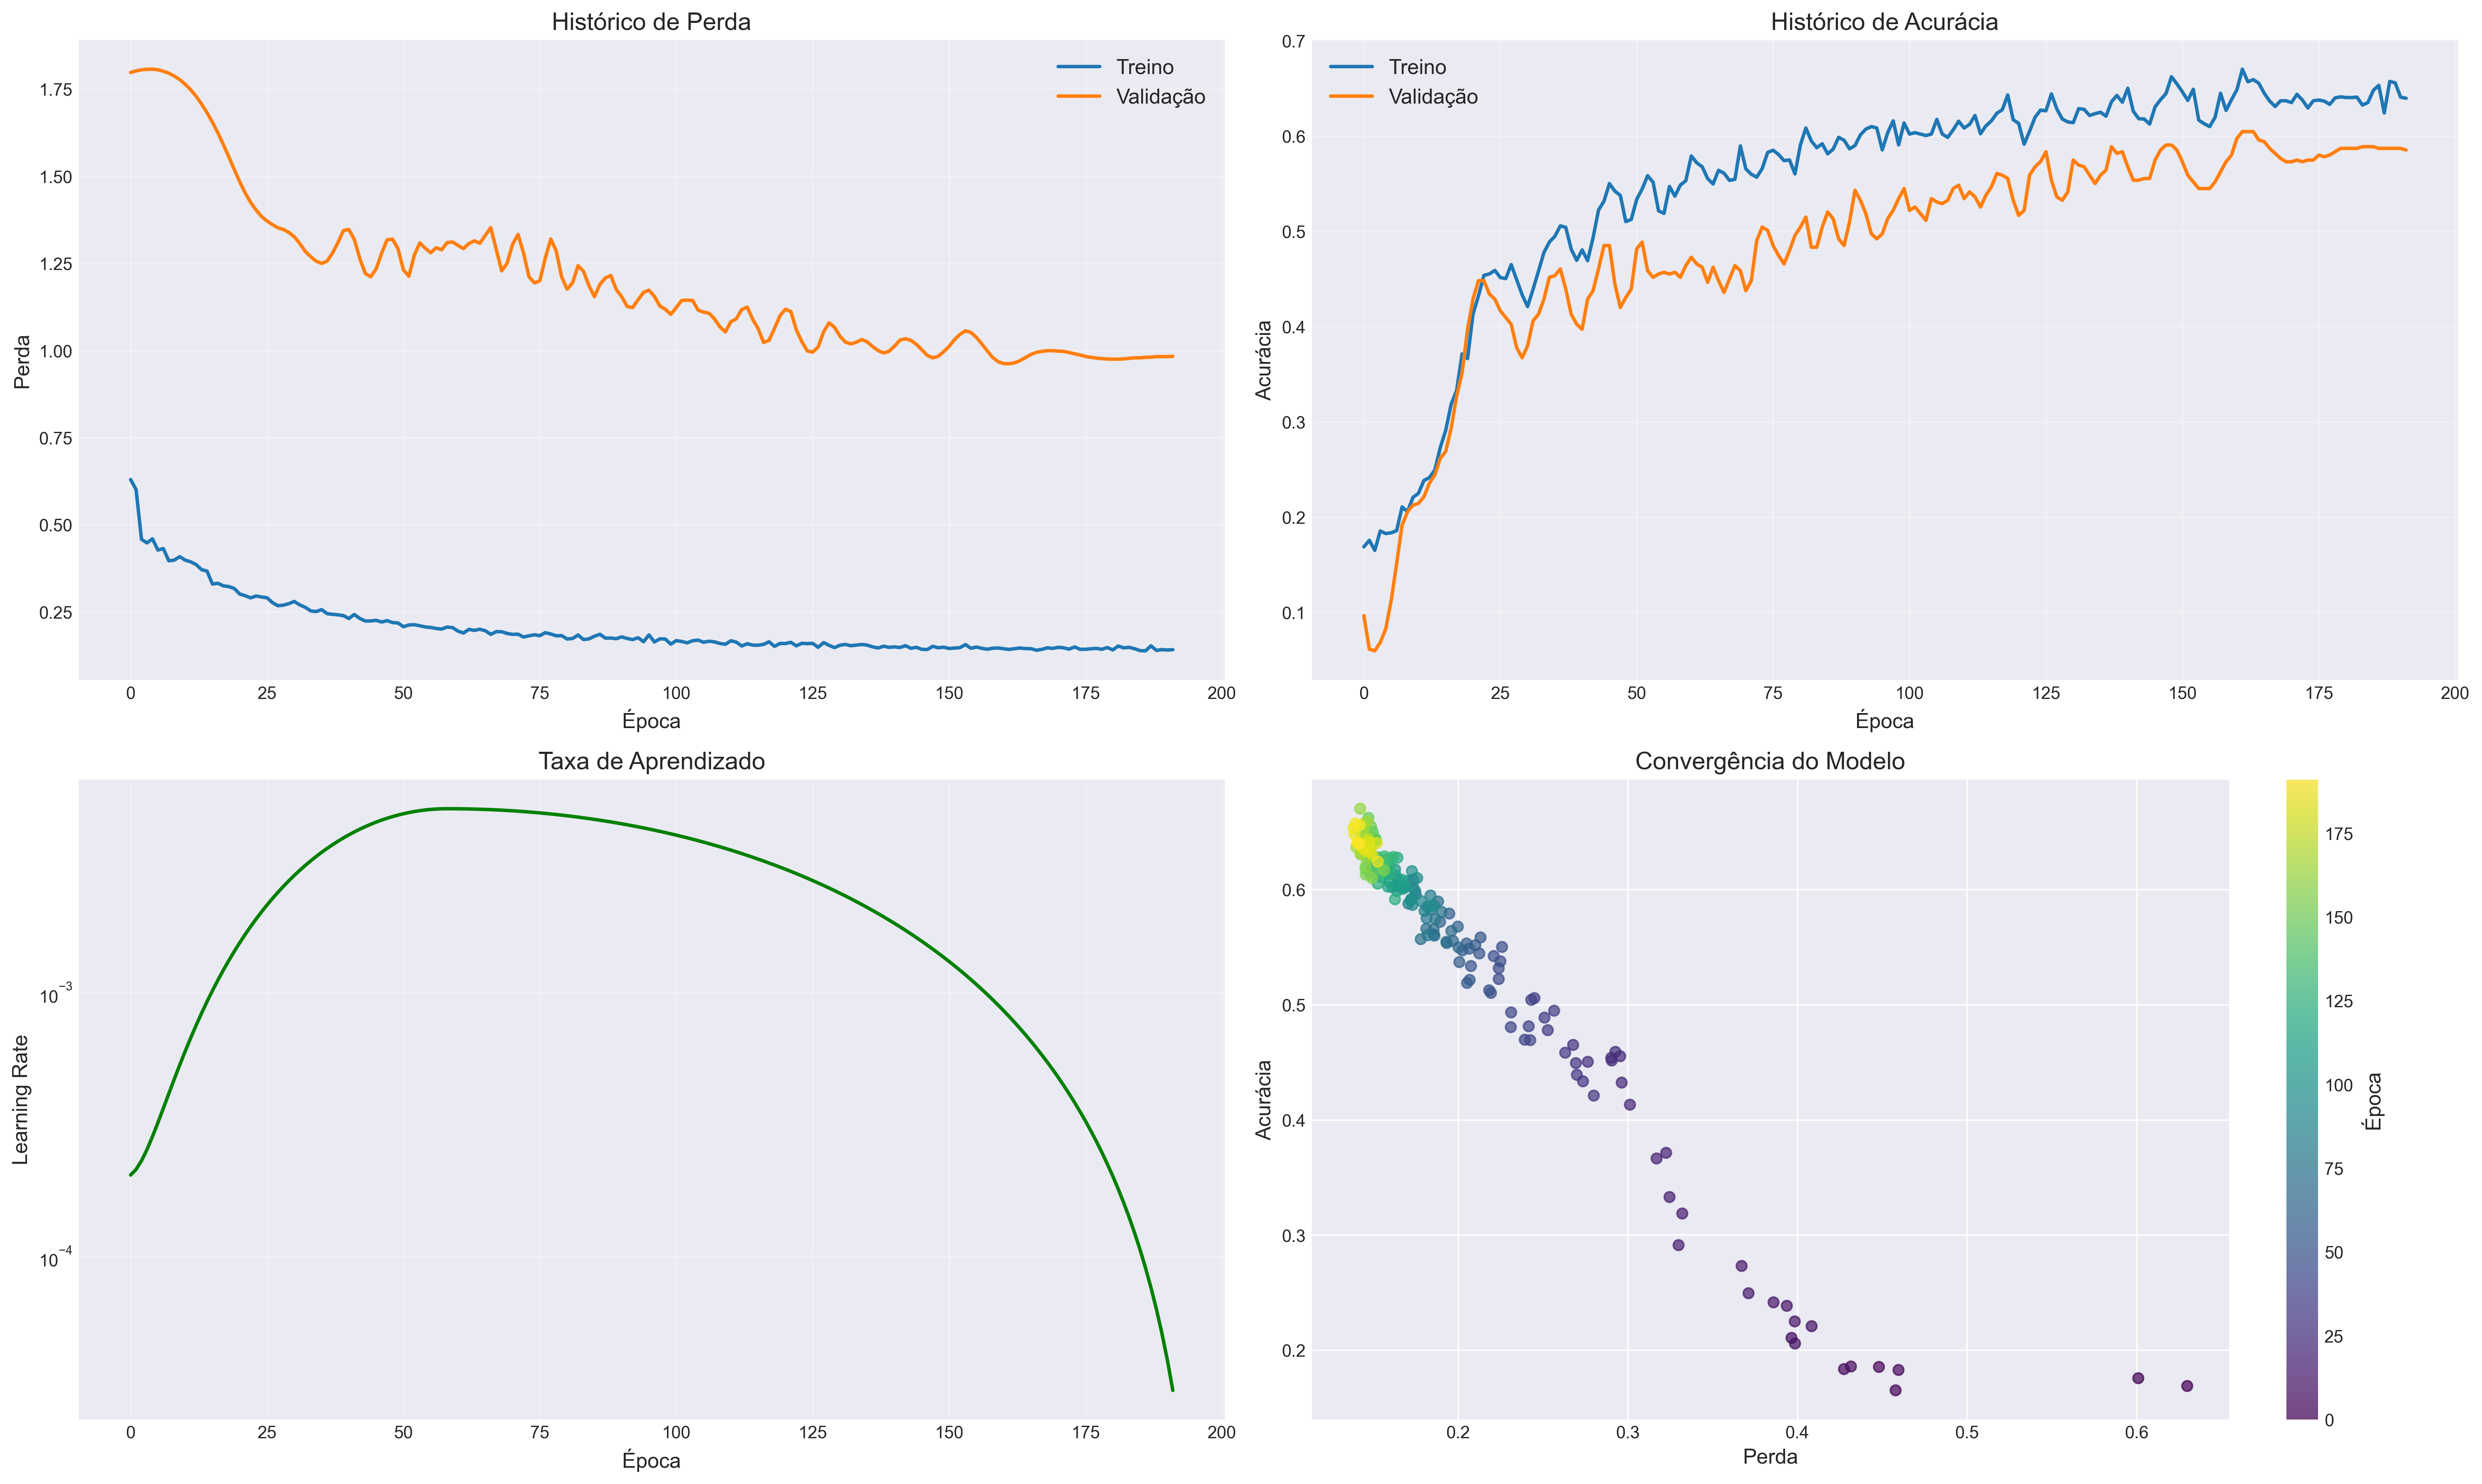 Histórico de Perda
Treino
Validação
1.75
1.50
1.25
1.00
0.75
0.50
0.25
Perda
0 25 50 75 100 125 150 175 200
Época
Histórico de Acurácia
Treino
Validação
0.7
0.6
0.5
0.4
0.3
0.2
0.1
Acurácia
0 25 50 75 100 125 150 175 200
Época
Taxa de Aprendizado
10⁻³
10⁻⁴
Learning Rate
0 25 50 75 100 125 150 175 200
Época
Convergência do Modelo
0.6
0.5
0.4
0.3
0.2
Acurácia
0.2 0.3 0.4 0.5 0.6
Perda
175
150
125
100
75
50
25
0
Época